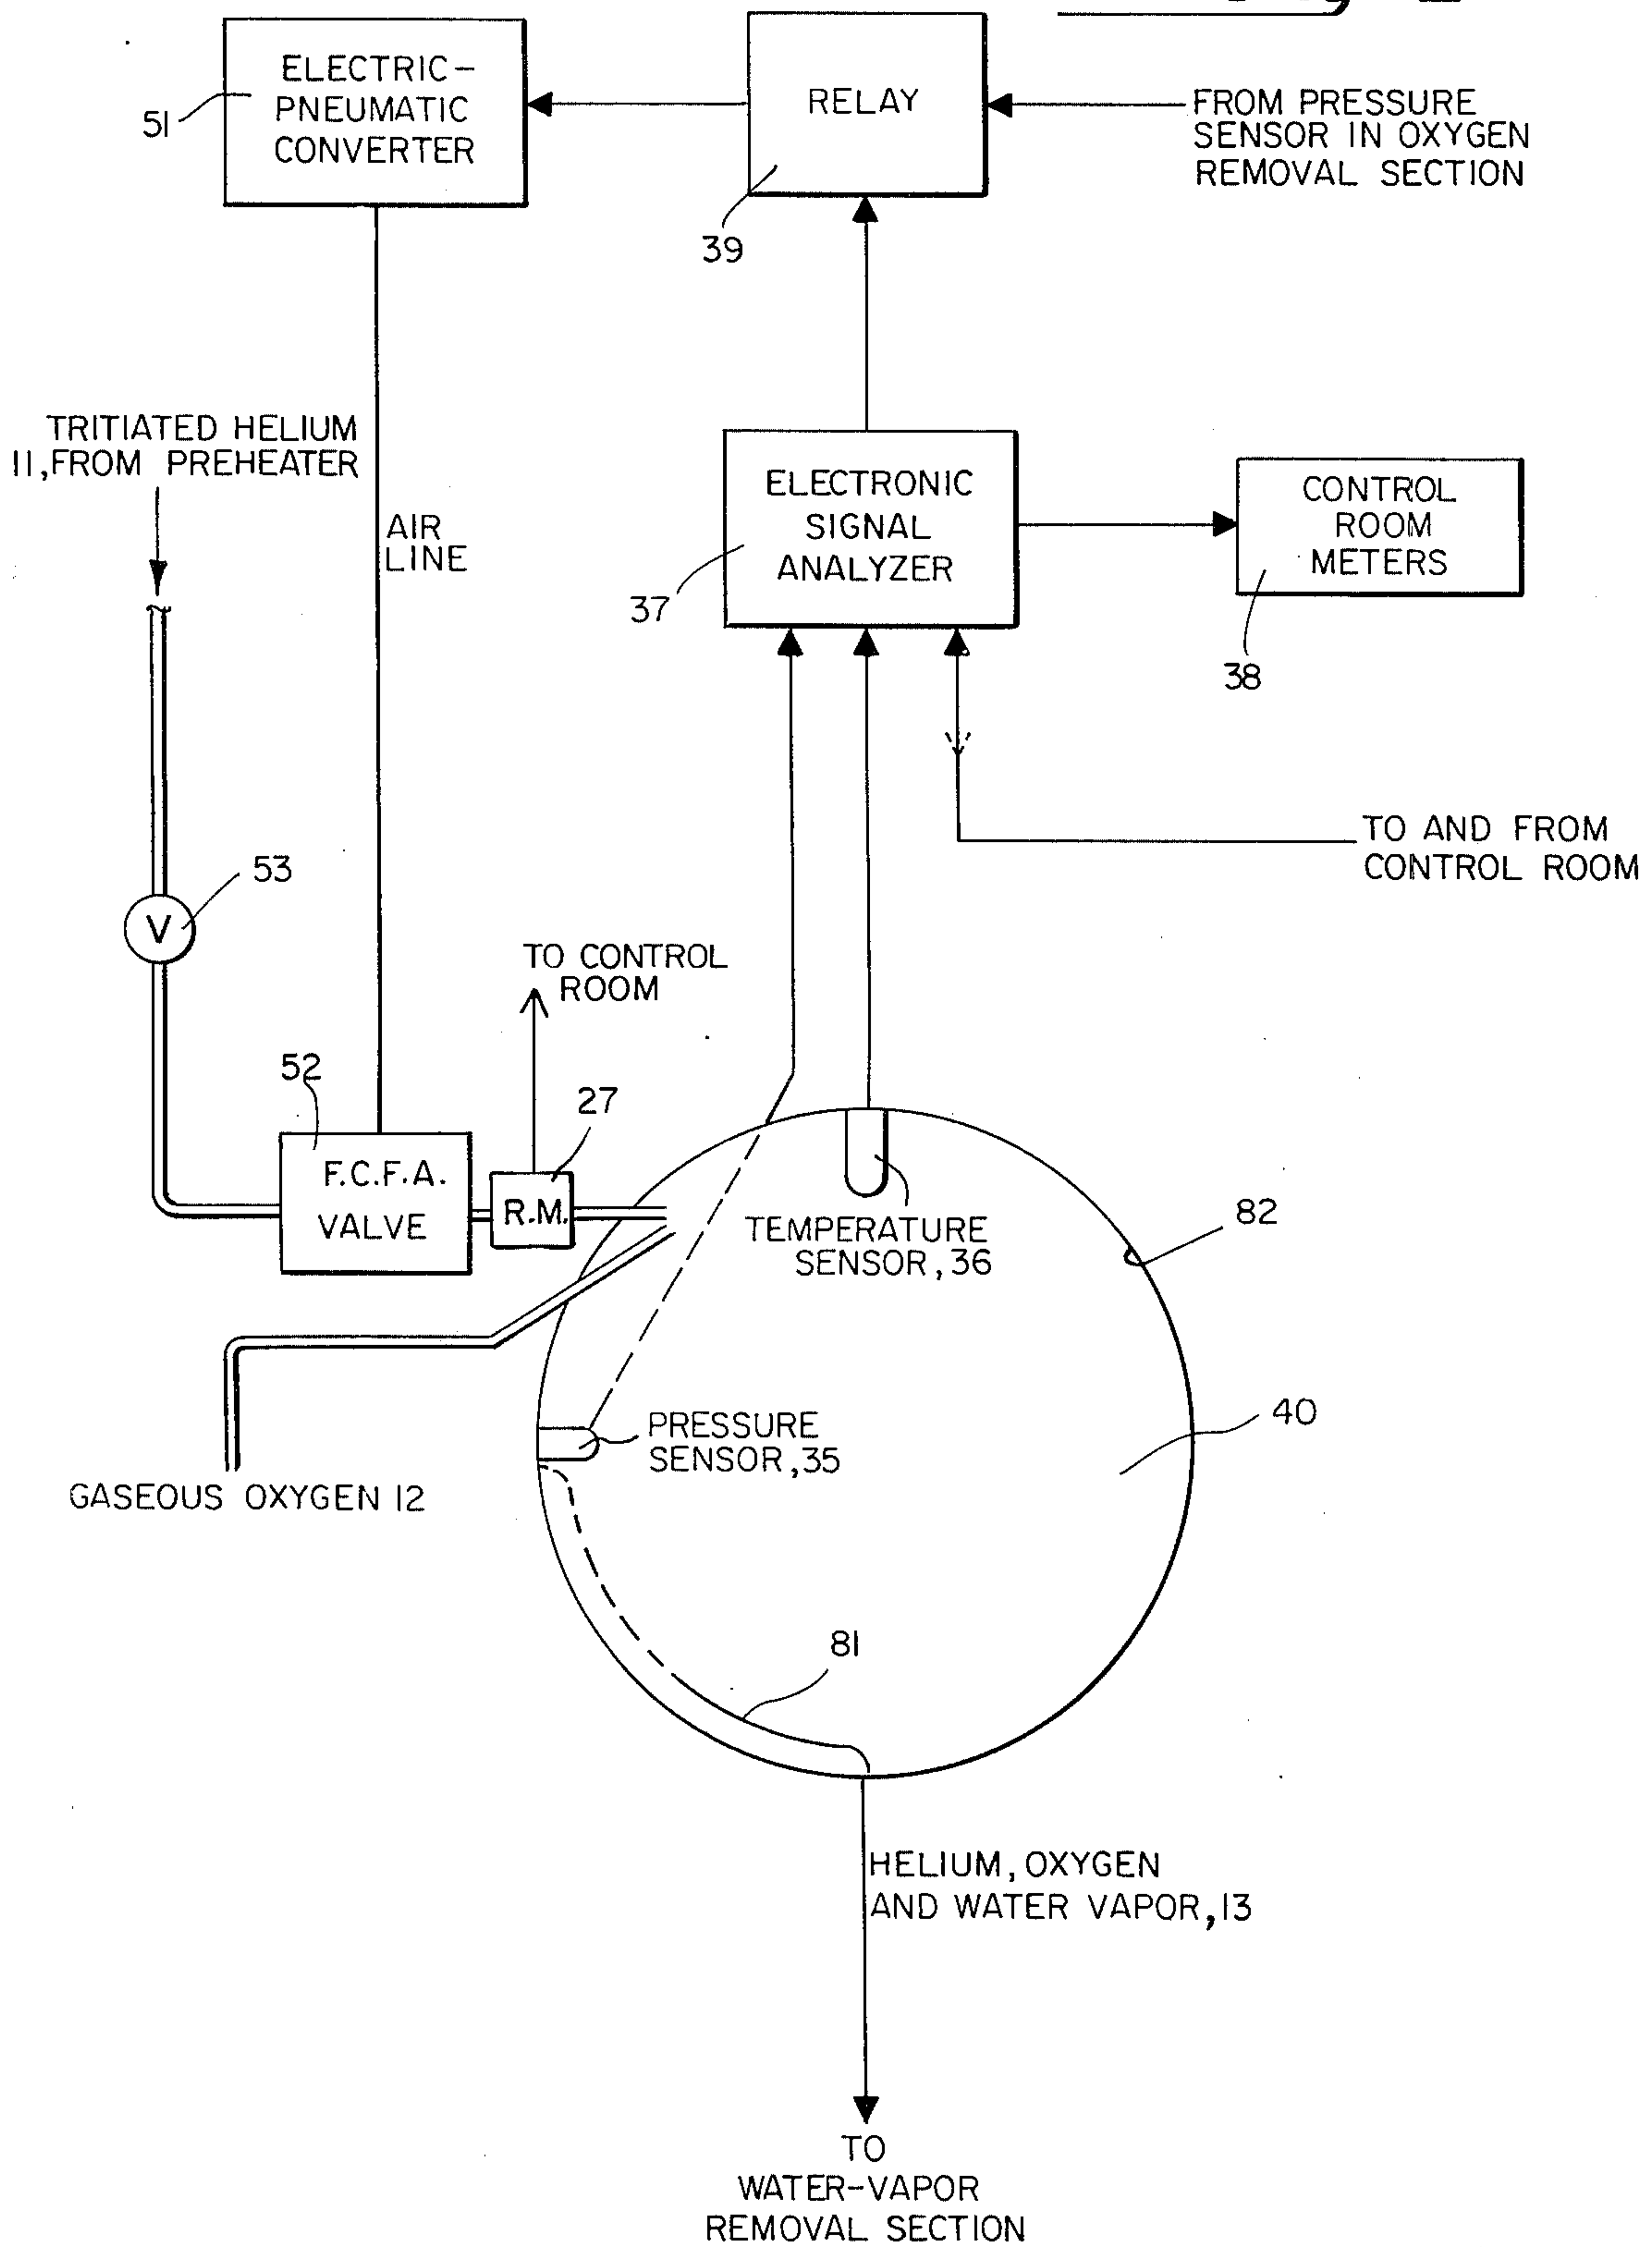 ELECTRIC-
PNEUMATIC
CONVERTER
51
RELAY
39
FROM PRESSURE
SENSOR IN OXYGEN
REMOVAL SECTION
TRITIATED HELIUM
11,FROM PREHEATER
AIR
LINE
ELECTRONIC
SIGNAL
ANALYZER
37
CONTROL
ROOM
METERS
38
TO AND FROM
CONTROL ROOM
53
V
TO CONTROL
ROOM
52
F.C.F.A.
VALVE
27
R.M.
TEMPERATURE
SENSOR,36
82
40
PRESSURE
SENSOR,35
GASEOUS OXYGEN 12
81
HELIUM,OXYGEN
AND WATER VAPOR,13
TO
WATER-VAPOR
REMOVAL SECTION